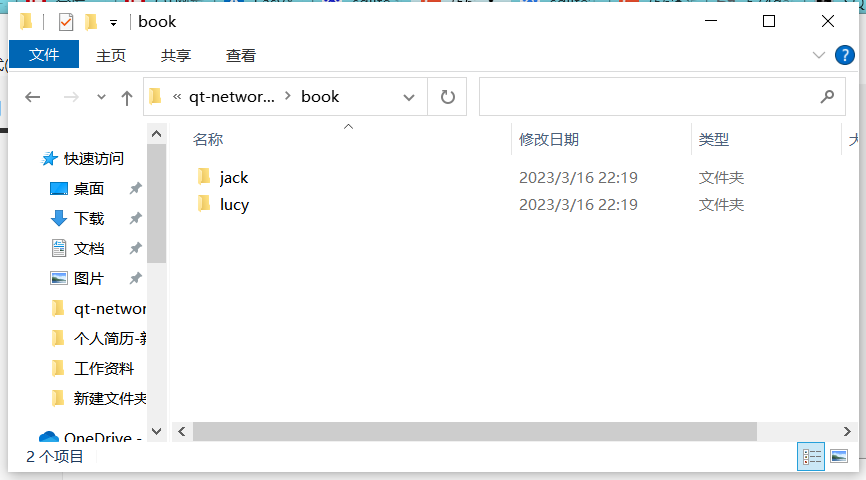 book
文件 主页 共享 查看
« qt-networ... › book
名称 修改日期 类型
jack 2023/3/16 22:19 文件夹
lucy 2023/3/16 22:19 文件夹
快速访问
桌面
下载
文档
图片
qt-networ
个人简历-新
工作资料
新建文件夹
OneDrive -
2 个项目